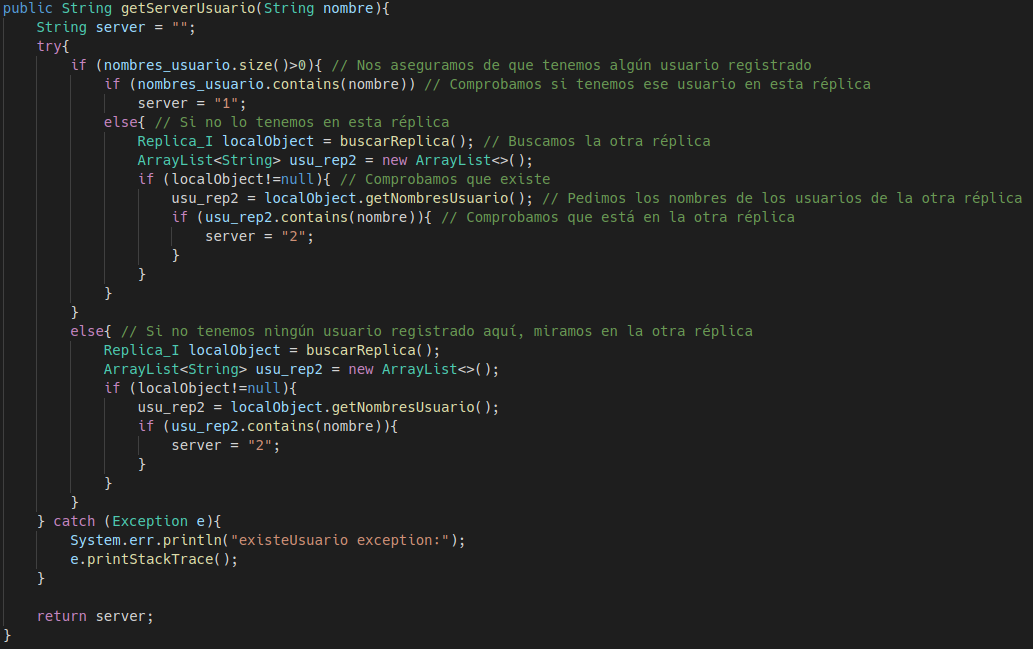 public String getServerUsuario(String nombre){
    String server = "";
    try{
        if (nombres_usuario.size()>0){ // Nos aseguramos de que tenemos algún usuario registrado
            if (nombres_usuario.contains(nombre)) // Comprobamos si tenemos ese usuario en esta réplica
                server = "1";
            else{ // Si no lo tenemos en esta réplica
                Replica_I localObject = buscarReplica(); // Buscamos la otra réplica
                ArrayList<String> usu_rep2 = new ArrayList<>();
                if (localObject!=null){ // Comprobamos que existe
                    usu_rep2 = localObject.getNombresUsuario(); // Pedimos los nombres de los usuarios de la otra réplica
                    if (usu_rep2.contains(nombre)){ // Comprobamos que está en la otra réplica
                        server = "2";
                    }
                }
            }
        }
        else{ // Si no tenemos ningún usuario registrado aquí, miramos en la otra réplica
            Replica_I localObject = buscarReplica();
            ArrayList<String> usu_rep2 = new ArrayList<>();
            if (localObject!=null){
                usu_rep2 = localObject.getNombresUsuario();
                if (usu_rep2.contains(nombre)){
                    server = "2";
                }
            }
        }
    } catch (Exception e){
        System.err.println("existeUsuario exception:");
        e.printStackTrace();
    }

    return server;
}